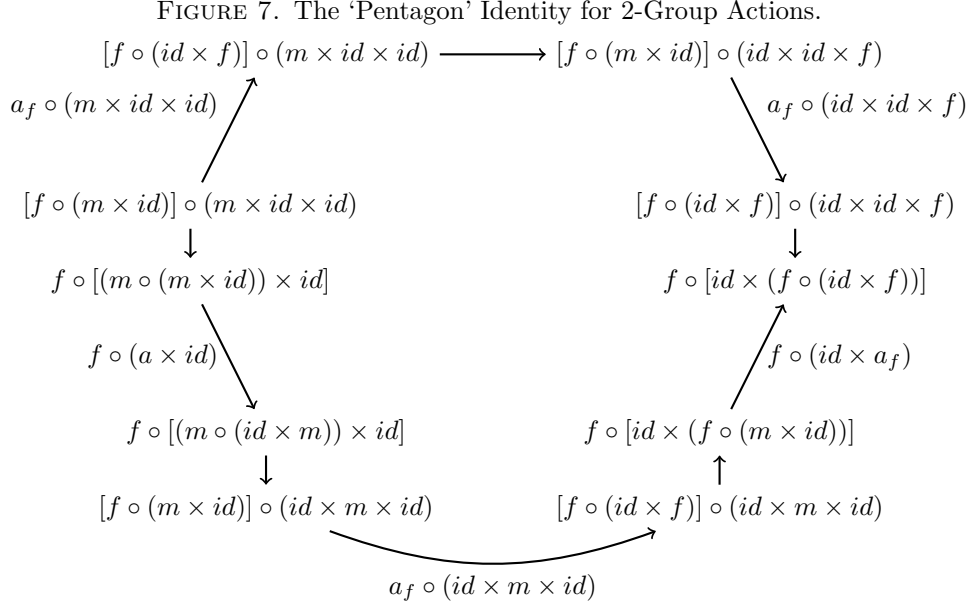 FIGURE 7. The ‘Pentagon’ Identity for 2-Group Actions.
[f ∘ (id × f)] ∘ (m × id × id) [f ∘ (m × id)] ∘ (id × id × f)
a_f ∘ (m × id × id) a_f ∘ (id × id × f)
[f ∘ (m × id)] ∘ (m × id × id) [f ∘ (id × f)] ∘ (id × id × f)
f ∘ [(m ∘ (m × id)) × id] f ∘ [id × (f ∘ (id × f))]
f ∘ (a × id) f ∘ (id × a_f)
f ∘ [(m ∘ (id × m)) × id] f ∘ [id × (f ∘ (m × id))]
[f ∘ (m × id)] ∘ (id × m × id) [f ∘ (id × f)] ∘ (id × m × id)
a_f ∘ (id × m × id)